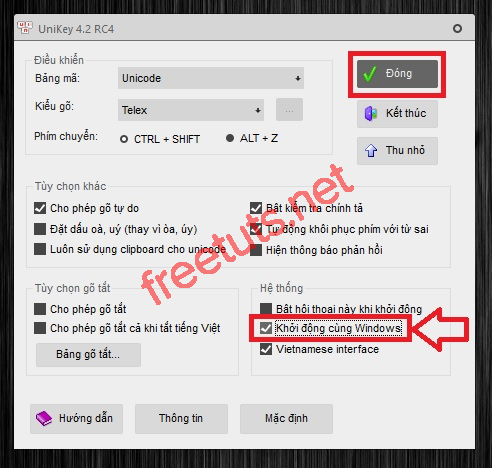 UniKey 4.2 RC4
Điều khiển
Bảng mã:
Unicode
Đóng
Kiểu gõ:
Telex
...
Kết thúc
Phím chuyển:
CTRL + SHIFT
ALT + Z
Thu nhỏ
Tùy chọn khác
Cho phép gõ tự do
Bật kiểm tra chính tả
Đặt dấu oà, uý (thay vì òa, úy)
Tự động khôi phục phím với từ sai
Luôn sử dụng clipboard cho unicode
Hiện thông báo phản hồi
freetuts.net
Tùy chọn gõ tắt
Cho phép gõ tắt
Cho phép gõ tắt cả khi tắt tiếng Việt
Bảng gõ tắt...
Hệ thống
Bật hội thoại này khi khởi động
Khởi động cùng Windows
Vietnamese interface
Hướng dẫn
Thông tin
Mặc định